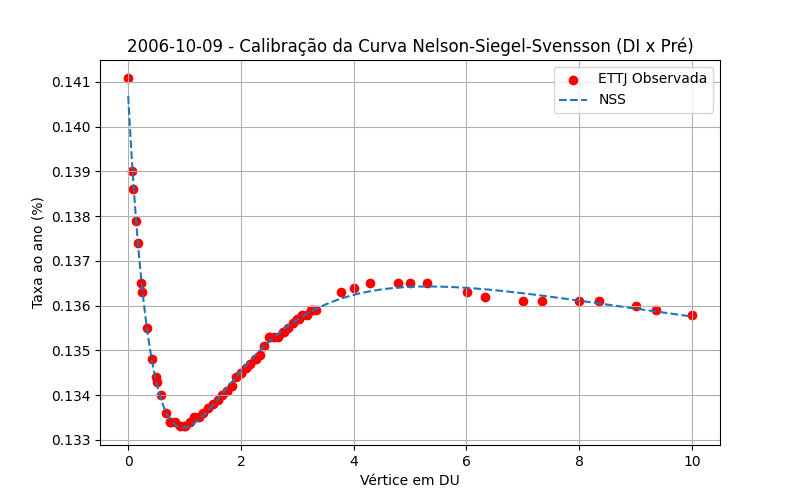 2006-10-09 - Calibração da Curva Nelson-Siegel-Svensson (DI x Pré)
ETTJ Observada
NSS
Taxa ao ano (%)
0.141
0.140
0.139
0.138
0.137
0.136
0.135
0.134
0.133
0 2 4 6 8 10
Vértice em DU